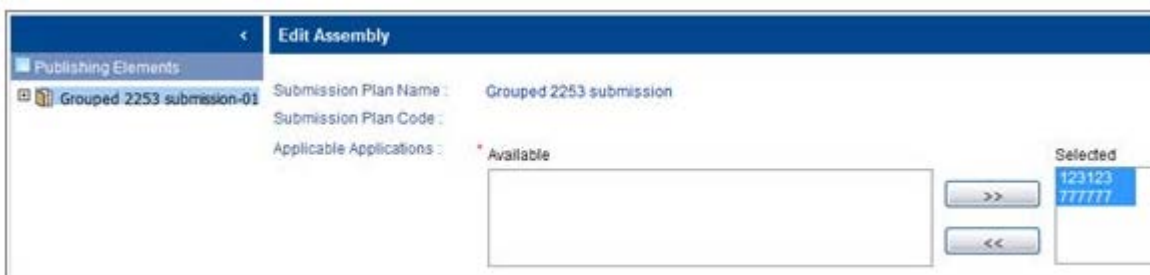 <
Edit Assembly
Publishing Elements
Grouped 2253 submission-01
Submission Plan Name :
Grouped 2253 submission
Submission Plan Code :
Applicable Applications :
* Available
Selected
123123
777777
>>
<<